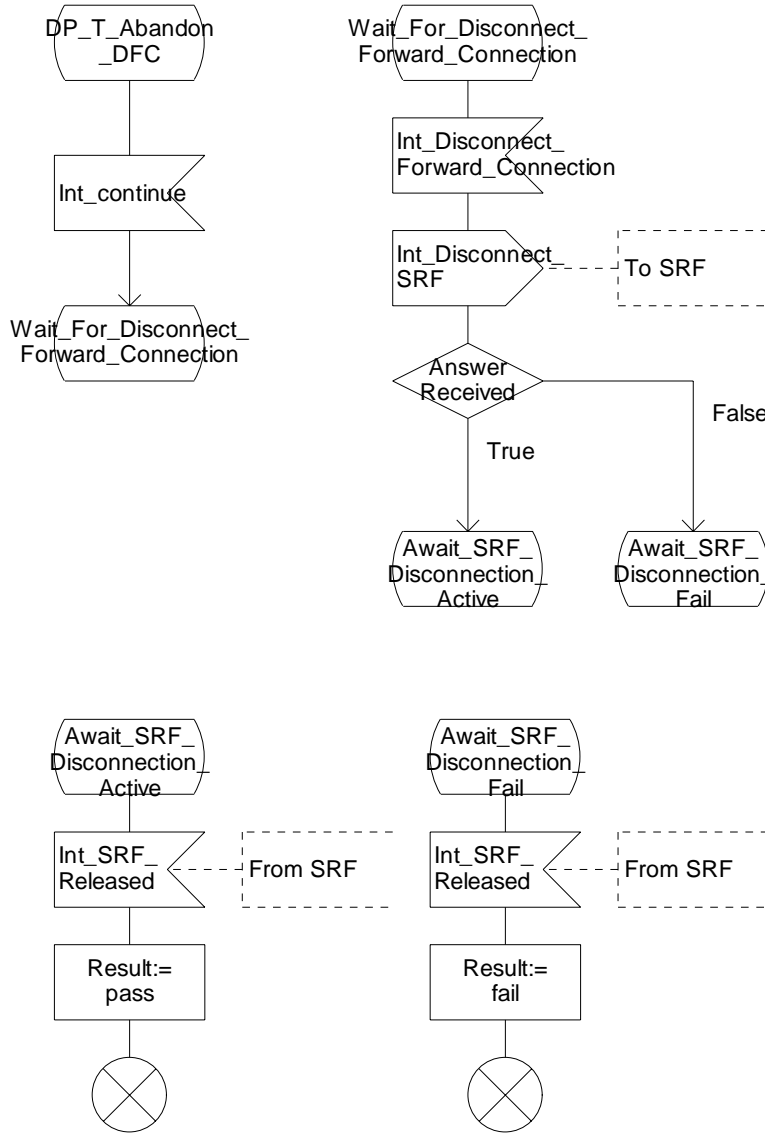 DP_T_Abandon
_DFC
Int_continue
Wait_For_Disconnect_
Forward_Connection
Wait_For_Disconnect_
Forward_Connection
Int_Disconnect_
Forward_Connection
Int_Disconnect_
SRF
To SRF
Answer
Received
True
False
Await_SRF_
Disconnection_
Active
Await_SRF_
Disconnection_
Fail
Await_SRF_
Disconnection_
Active
Int_SRF_
Released
From SRF
Result:=
pass
Await_SRF_
Disconnection_
Fail
Int_SRF_
Released
From SRF
Result:=
fail